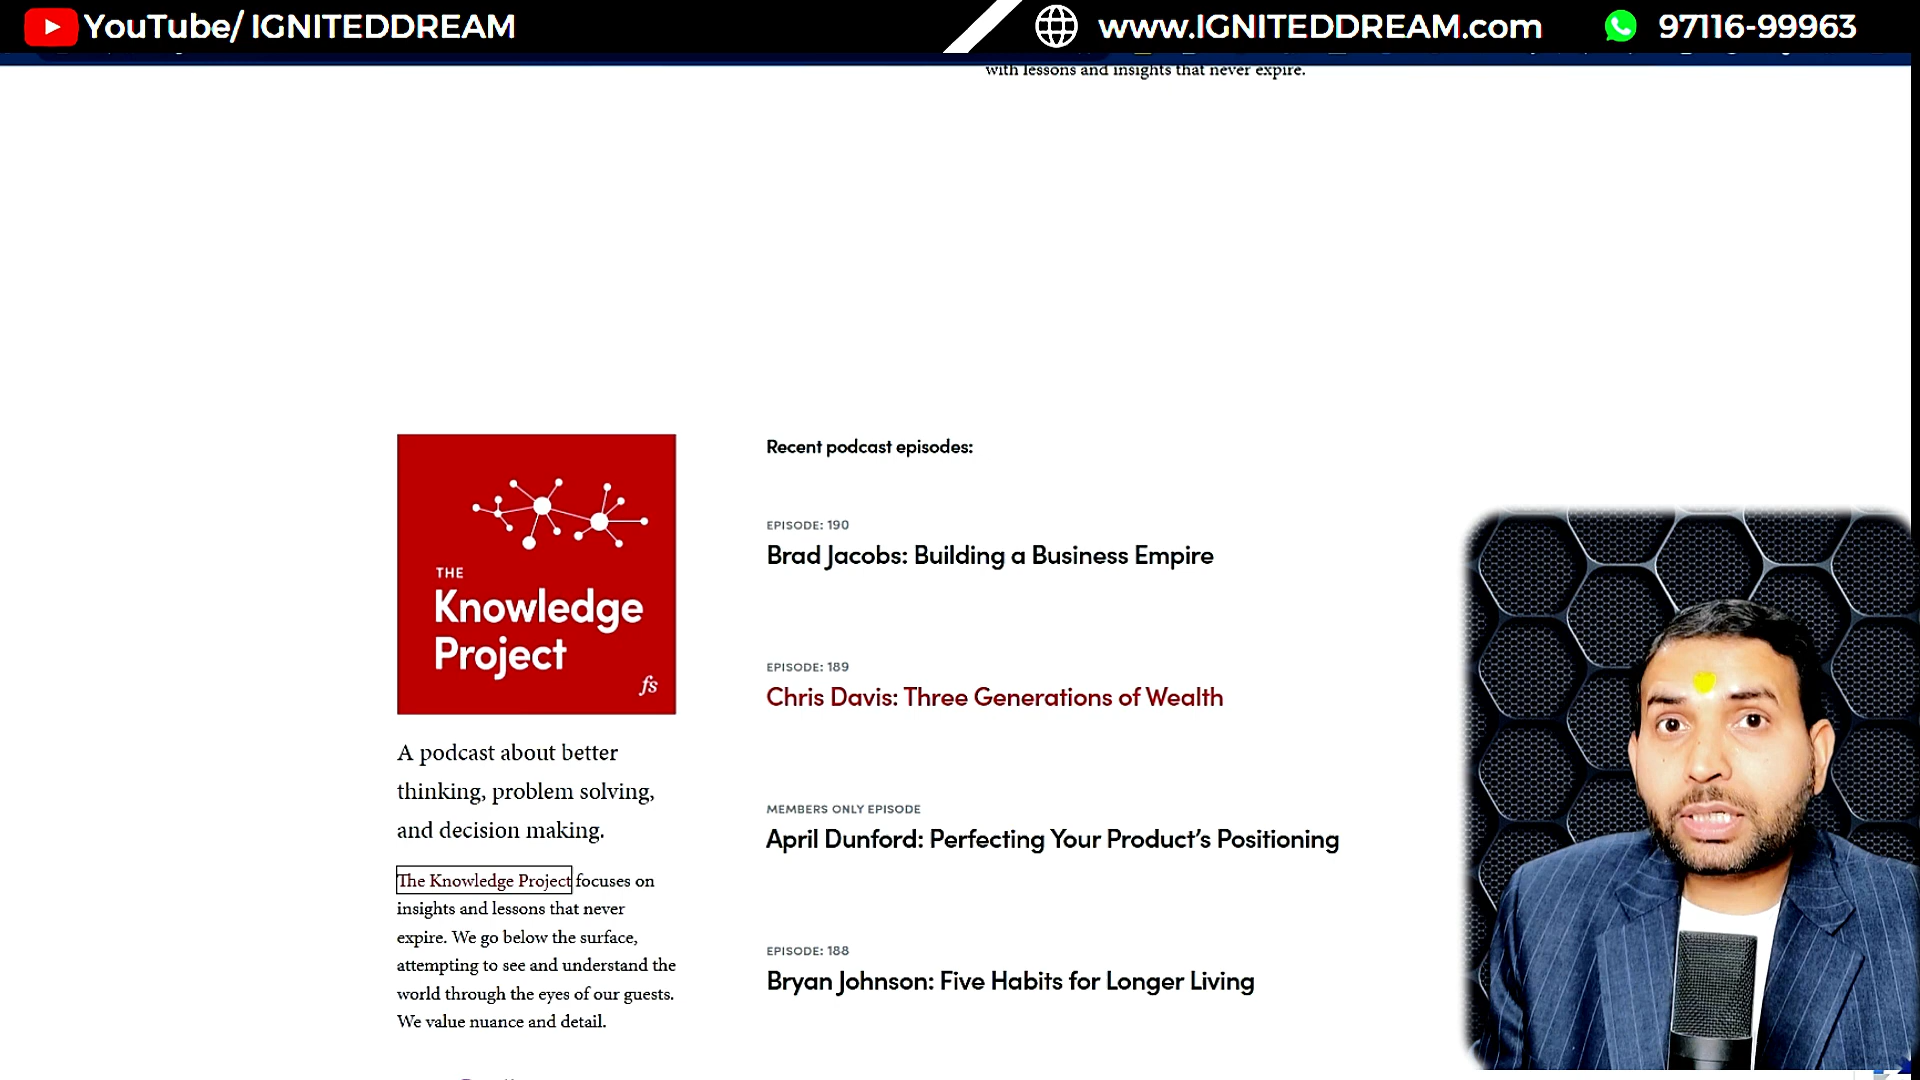 YouTube/ IGNITEDDREAM
www.IGNITEDDREAM.com
97116-99963
with lessons and insights that never expire.
THE
Knowledge
Project
fs
A podcast about better
thinking, problem solving,
and decision making.
The Knowledge Project focuses on
insights and lessons that never
expire. We go below the surface,
attempting to see and understand the
world through the eyes of our guests.
We value nuance and detail.
Recent podcast episodes:
EPISODE: 190
Brad Jacobs: Building a Business Empire
EPISODE: 189
Chris Davis: Three Generations of Wealth
MEMBERS ONLY EPISODE
April Dunford: Perfecting Your Product’s Positioning
EPISODE: 188
Bryan Johnson: Five Habits for Longer Living